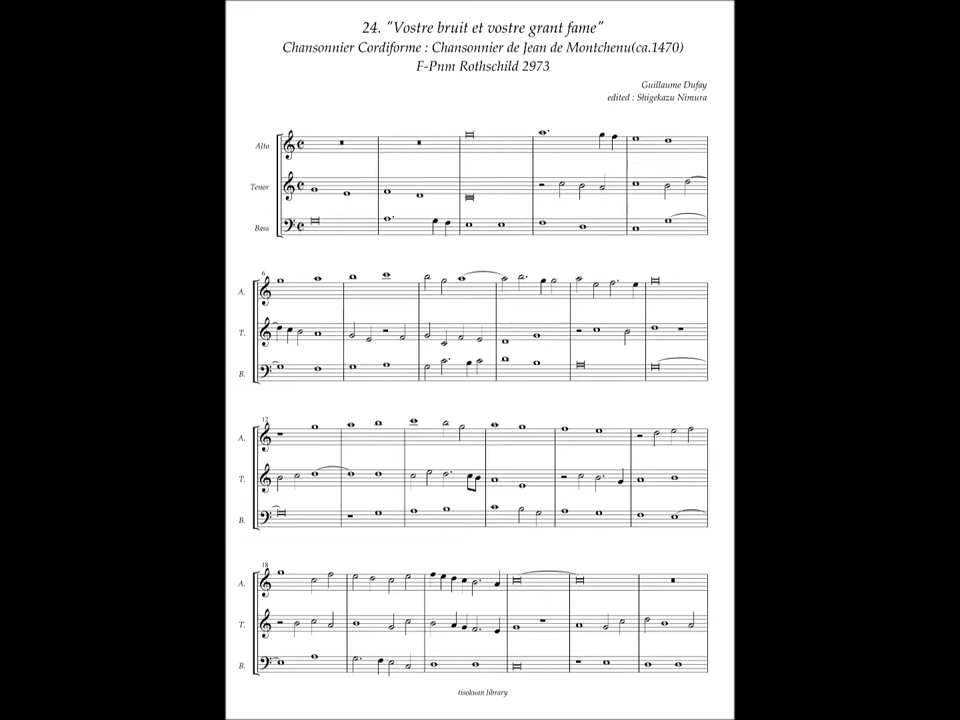 24. "Vostre bruit et vostre grant fame"
Chansonnier Cordiforme : Chansonnier de Jean de Montchenu(ca.1470)
F-Pnm Rothschild 2973
Guillaume Dufay
edited : Shigekazu Nimura
Alto
Tenor
Bass
6
A.
T.
B.
12
A.
T.
B.
18
A.
T.
B.
tisokuan library